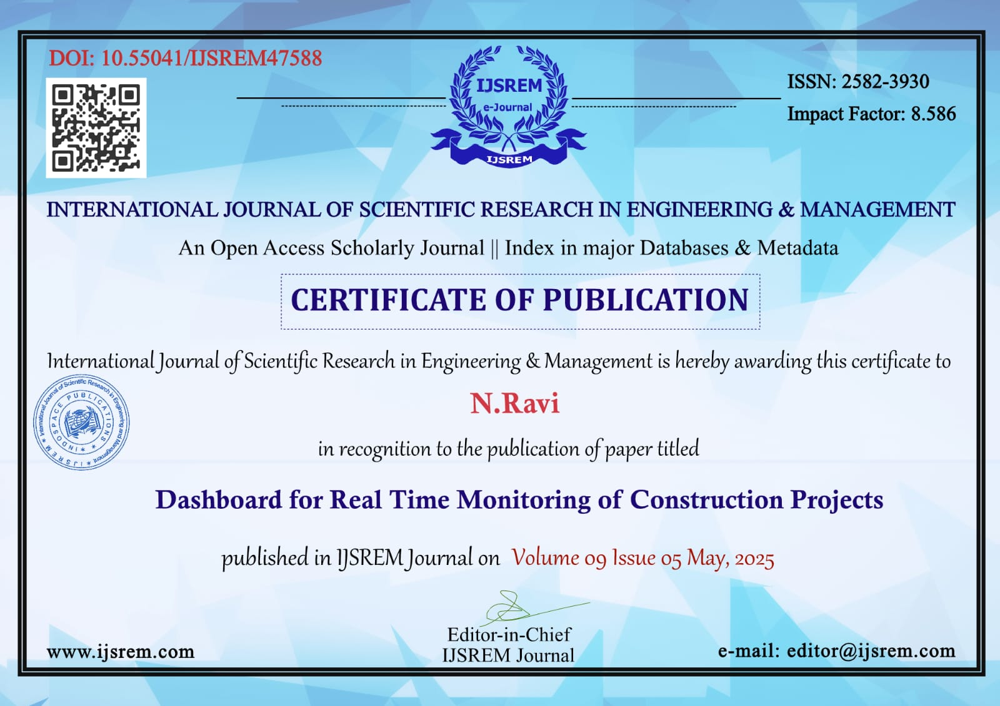 DOI: 10.55041/IJSREM47588
IJSREM
e-Journal
IJSREM
ISSN: 2582-3930
Impact Factor: 8.586
INTERNATIONAL JOURNAL OF SCIENTIFIC RESEARCH IN ENGINEERING & MANAGEMENT
An Open Access Scholarly Journal || Index in major Databases & Metadata
CERTIFICATE OF PUBLICATION
International Journal of Scientific Research in Engineering & Management is hereby awarding this certificate to
International Journal of Scientific Research in Engineering and Management
IJSREM
INDOSPACE PUBLICATIONS
N.Ravi
in recognition to the publication of paper titled
Dashboard for Real Time Monitoring of Construction Projects
published in IJSREM Journal on Volume 09 Issue 05 May, 2025
Editor-in-Chief
IJSREM Journal
www.ijsrem.com
e-mail: editor@ijsrem.com